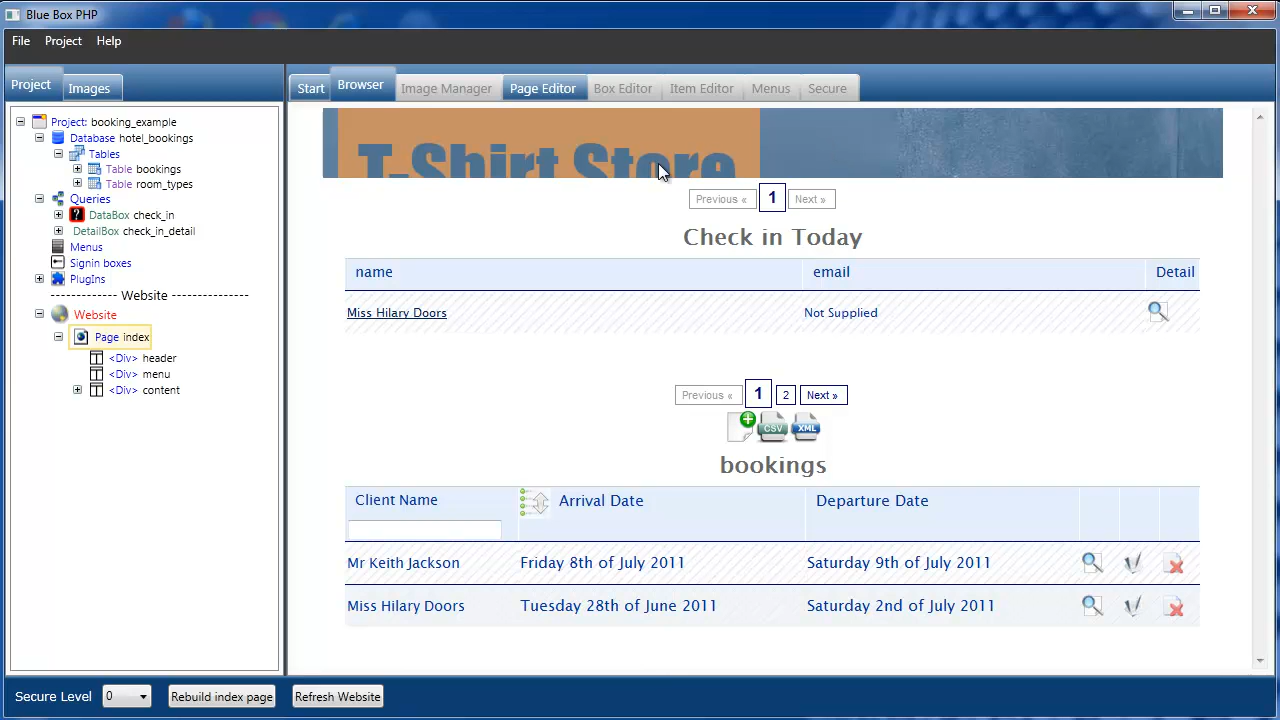 Blue Box PHP
File Project Help
Project Images
Start Browser Image Manager Page Editor Box Editor Item Editor Menus Secure
Project: booking_example
Database hotel_bookings
Tables
Table bookings
Table room_types
Queries
? DataBox check_in
DetailBox check_in_detail
Menus
Signin boxes
PlugIns
------------ Website ---------------
Website
Page index
<Div> header
<Div> menu
<Div> content
T-Shirt Store
Previous « 1 Next »
Check in Today
name email Detail
Miss Hilary Doors Not Supplied
Previous « 1 2 Next »
CSV XML
bookings
Client Name Arrival Date Departure Date
Mr Keith Jackson Friday 8th of July 2011 Saturday 9th of July 2011
Miss Hilary Doors Tuesday 28th of June 2011 Saturday 2nd of July 2011
Secure Level 0 Rebuild index page Refresh Website